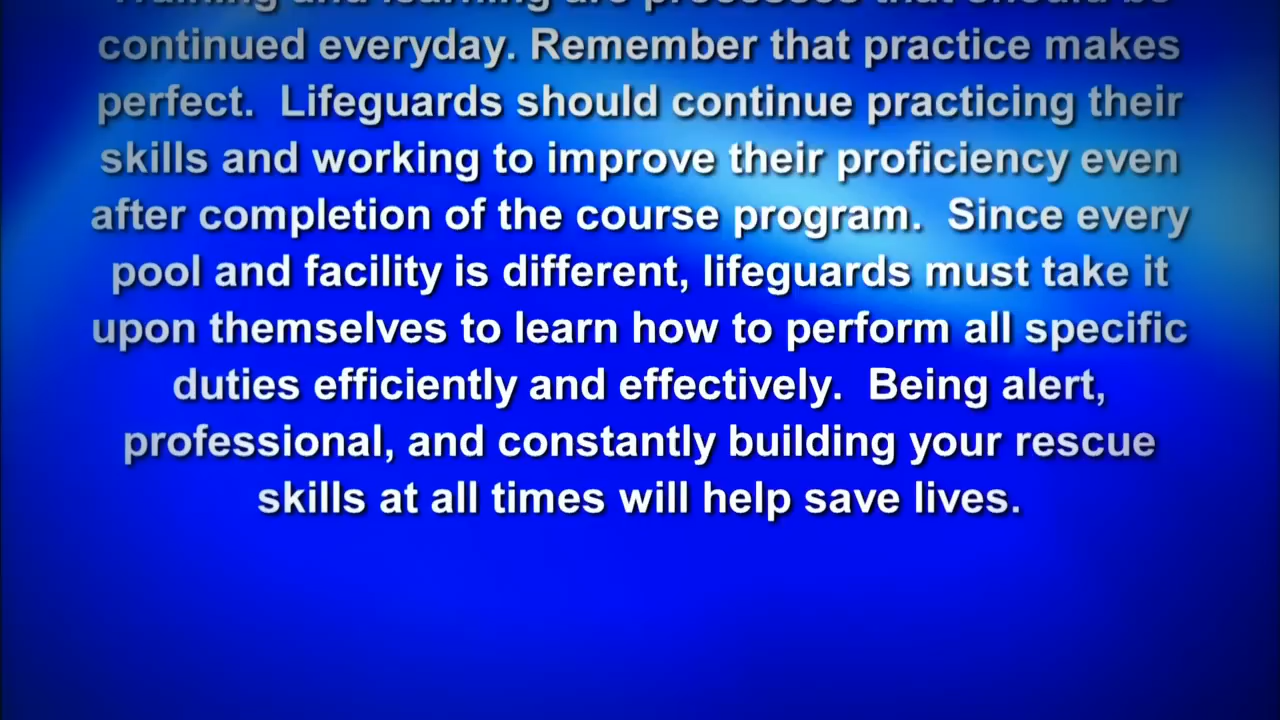 Training and learning are processes that should be
continued everyday. Remember that practice makes
perfect.  Lifeguards should continue practicing their
skills and working to improve their proficiency even
after completion of the course program.  Since every
pool and facility is different, lifeguards must take it
upon themselves to learn how to perform all specific
duties efficiently and effectively.  Being alert,
professional, and constantly building your rescue
skills at all times will help save lives.